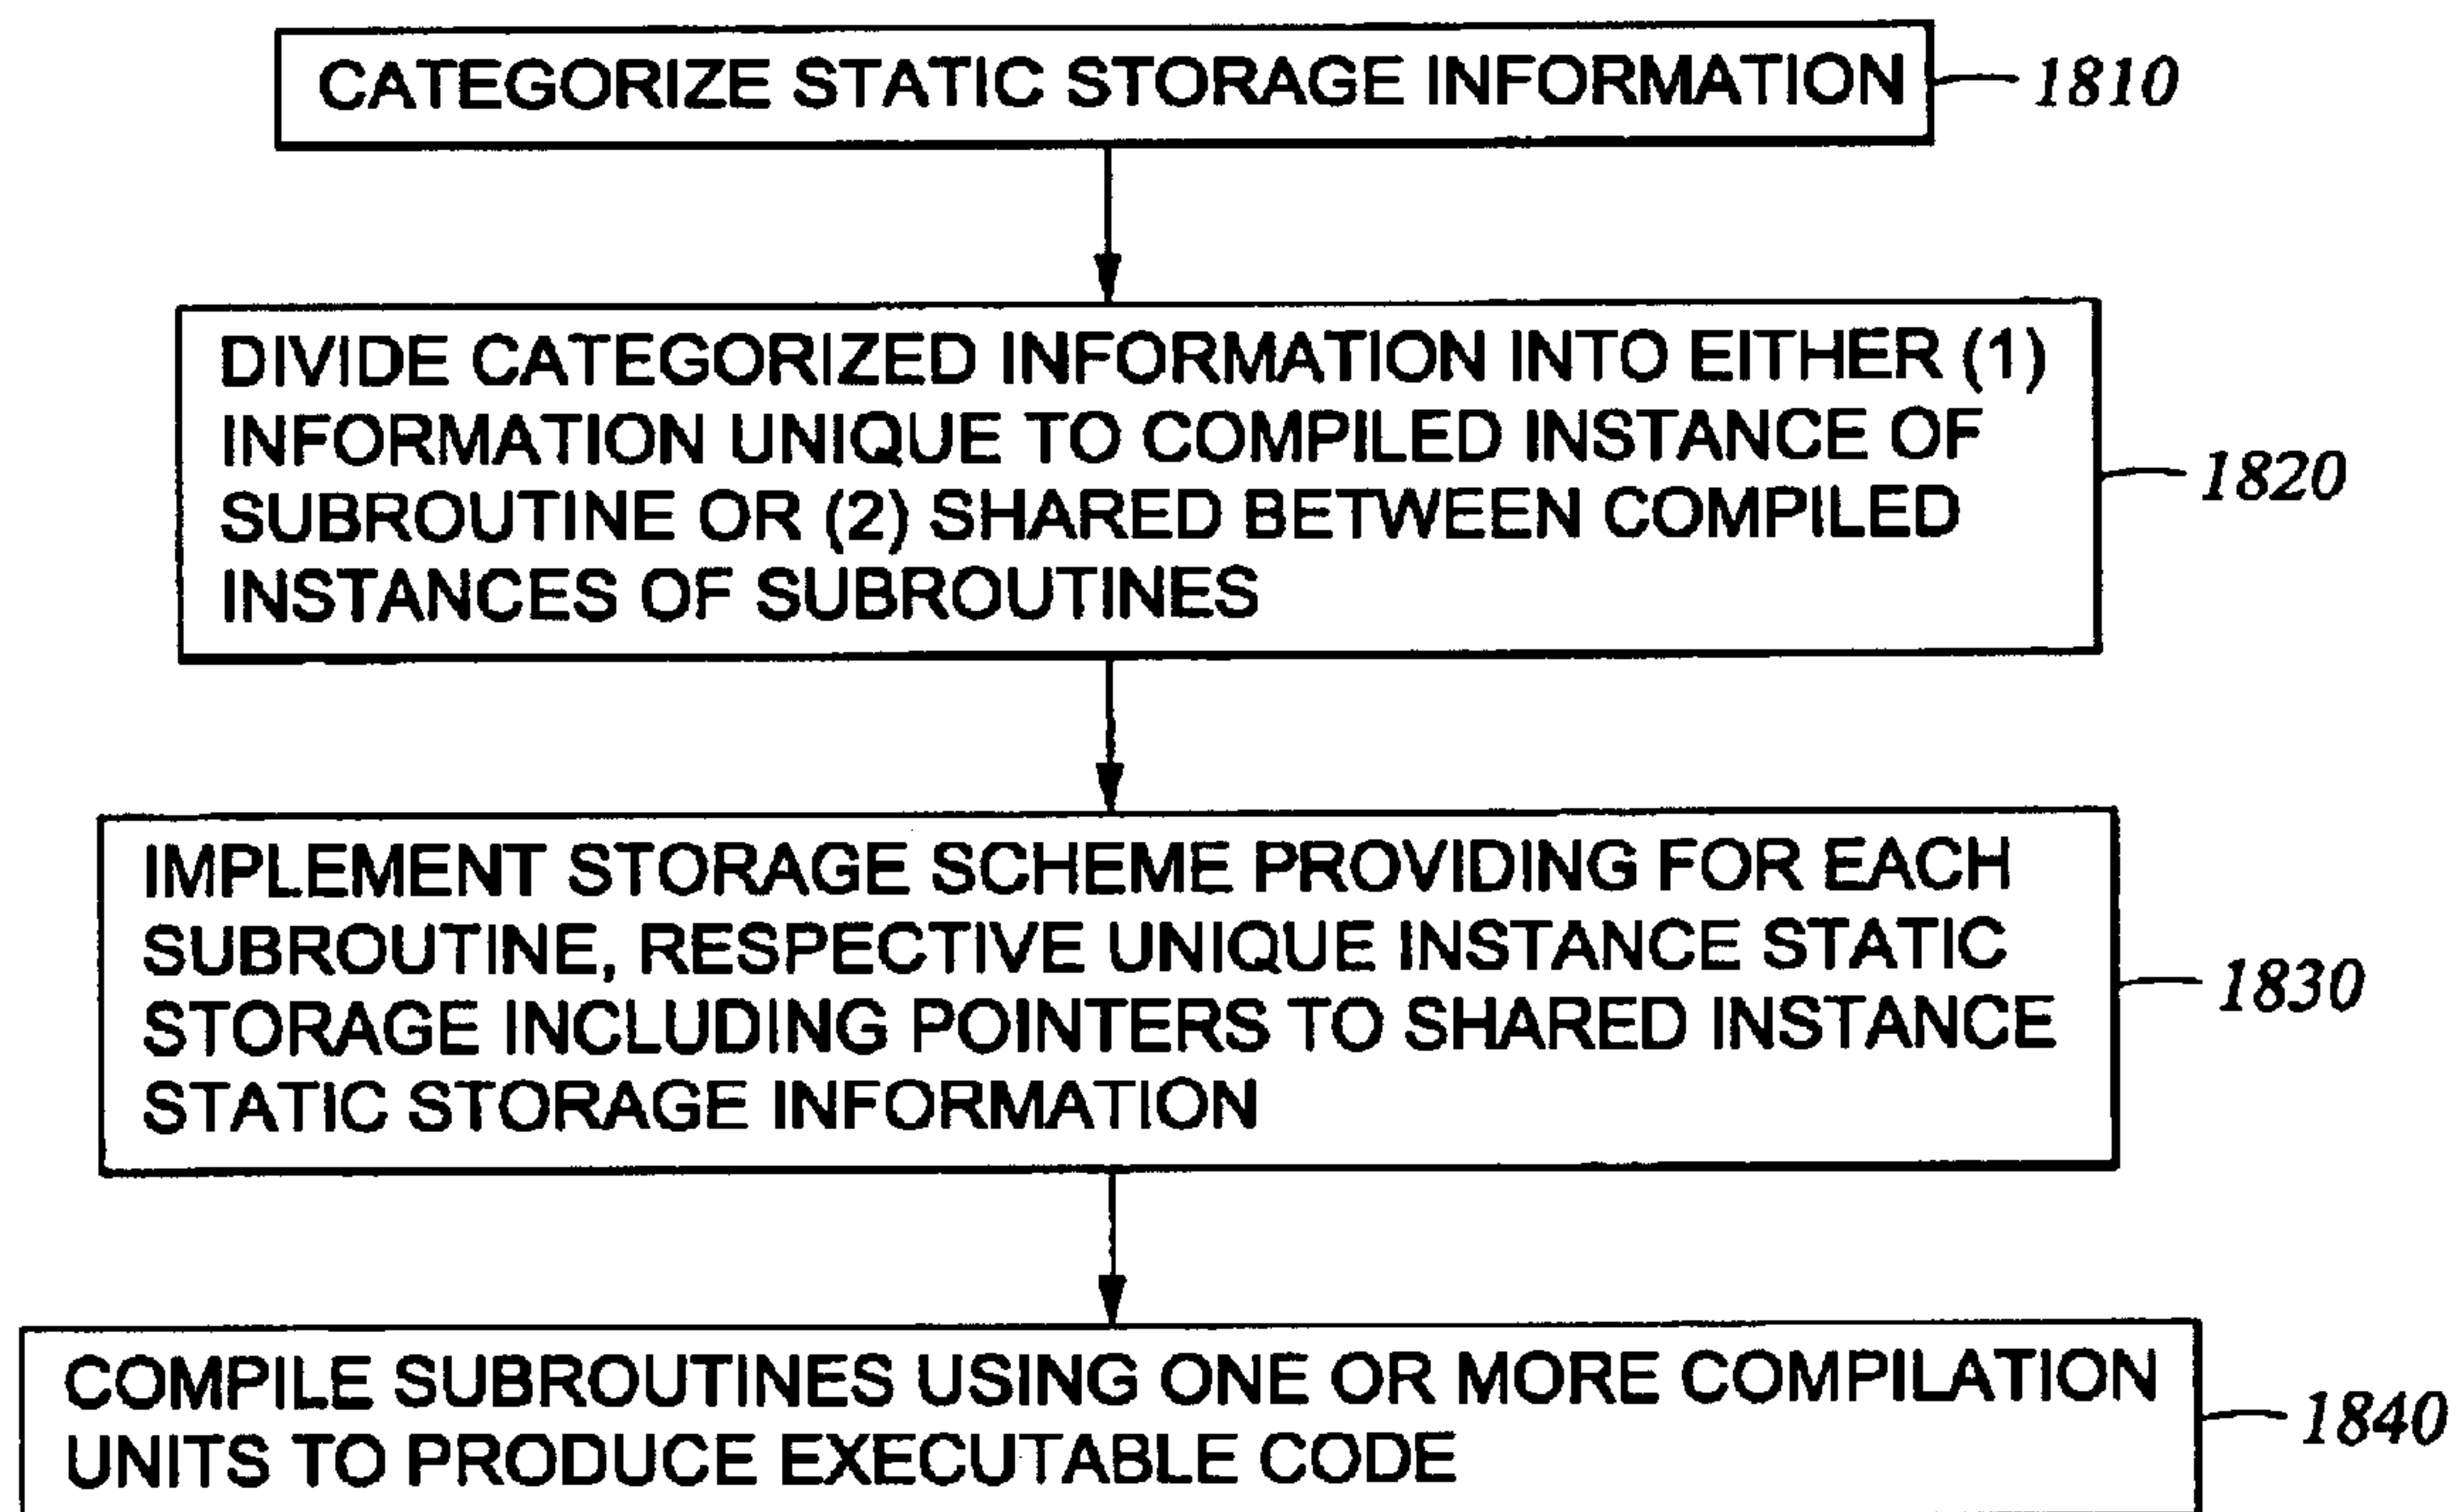 CATEGORIZE STATIC STORAGE INFORMATION
1810
DIVIDE CATEGORIZED INFORMATION INTO EITHER (1)
INFORMATION UNIQUE TO COMPILED INSTANCE OF
SUBROUTINE OR (2) SHARED BETWEEN COMPILED
INSTANCES OF SUBROUTINES
1820
IMPLEMENT STORAGE SCHEME PROVIDING FOR EACH
SUBROUTINE, RESPECTIVE UNIQUE INSTANCE STATIC
STORAGE INCLUDING POINTERS TO SHARED INSTANCE
STATIC STORAGE INFORMATION
1830
COMPILE SUBROUTINES USING ONE OR MORE COMPILATION
UNITS TO PRODUCE EXECUTABLE CODE
1840